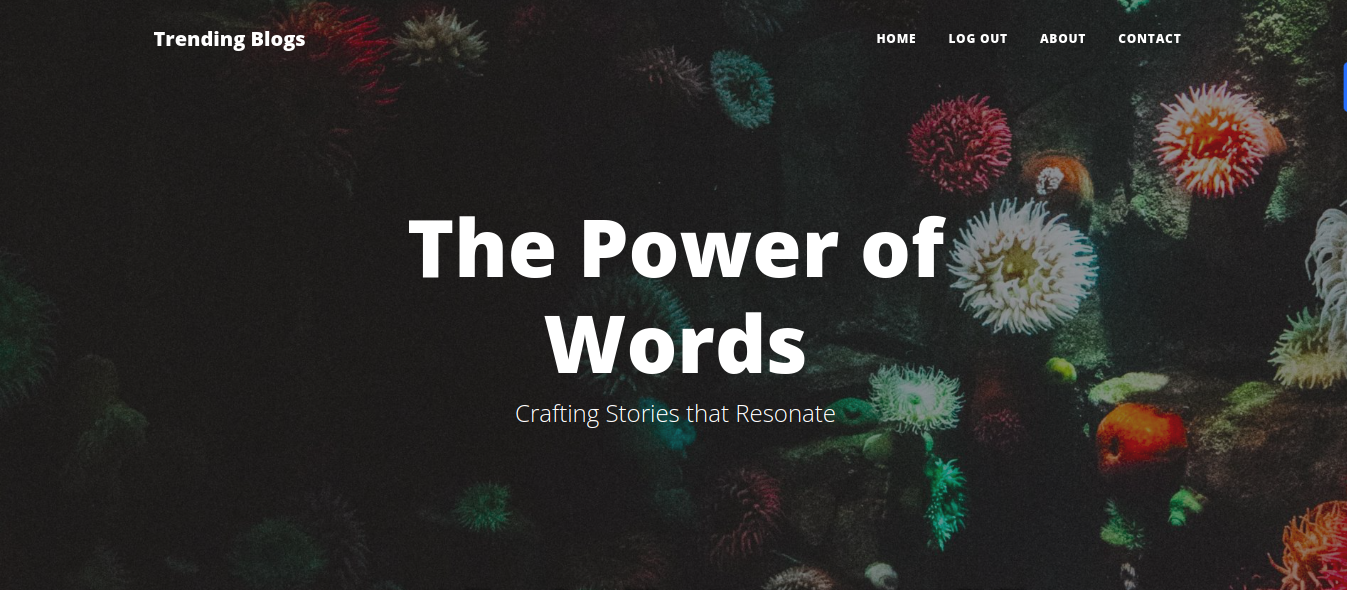 Trending Blogs
HOME LOG OUT ABOUT CONTACT
The Power of
Words
Crafting Stories that Resonate